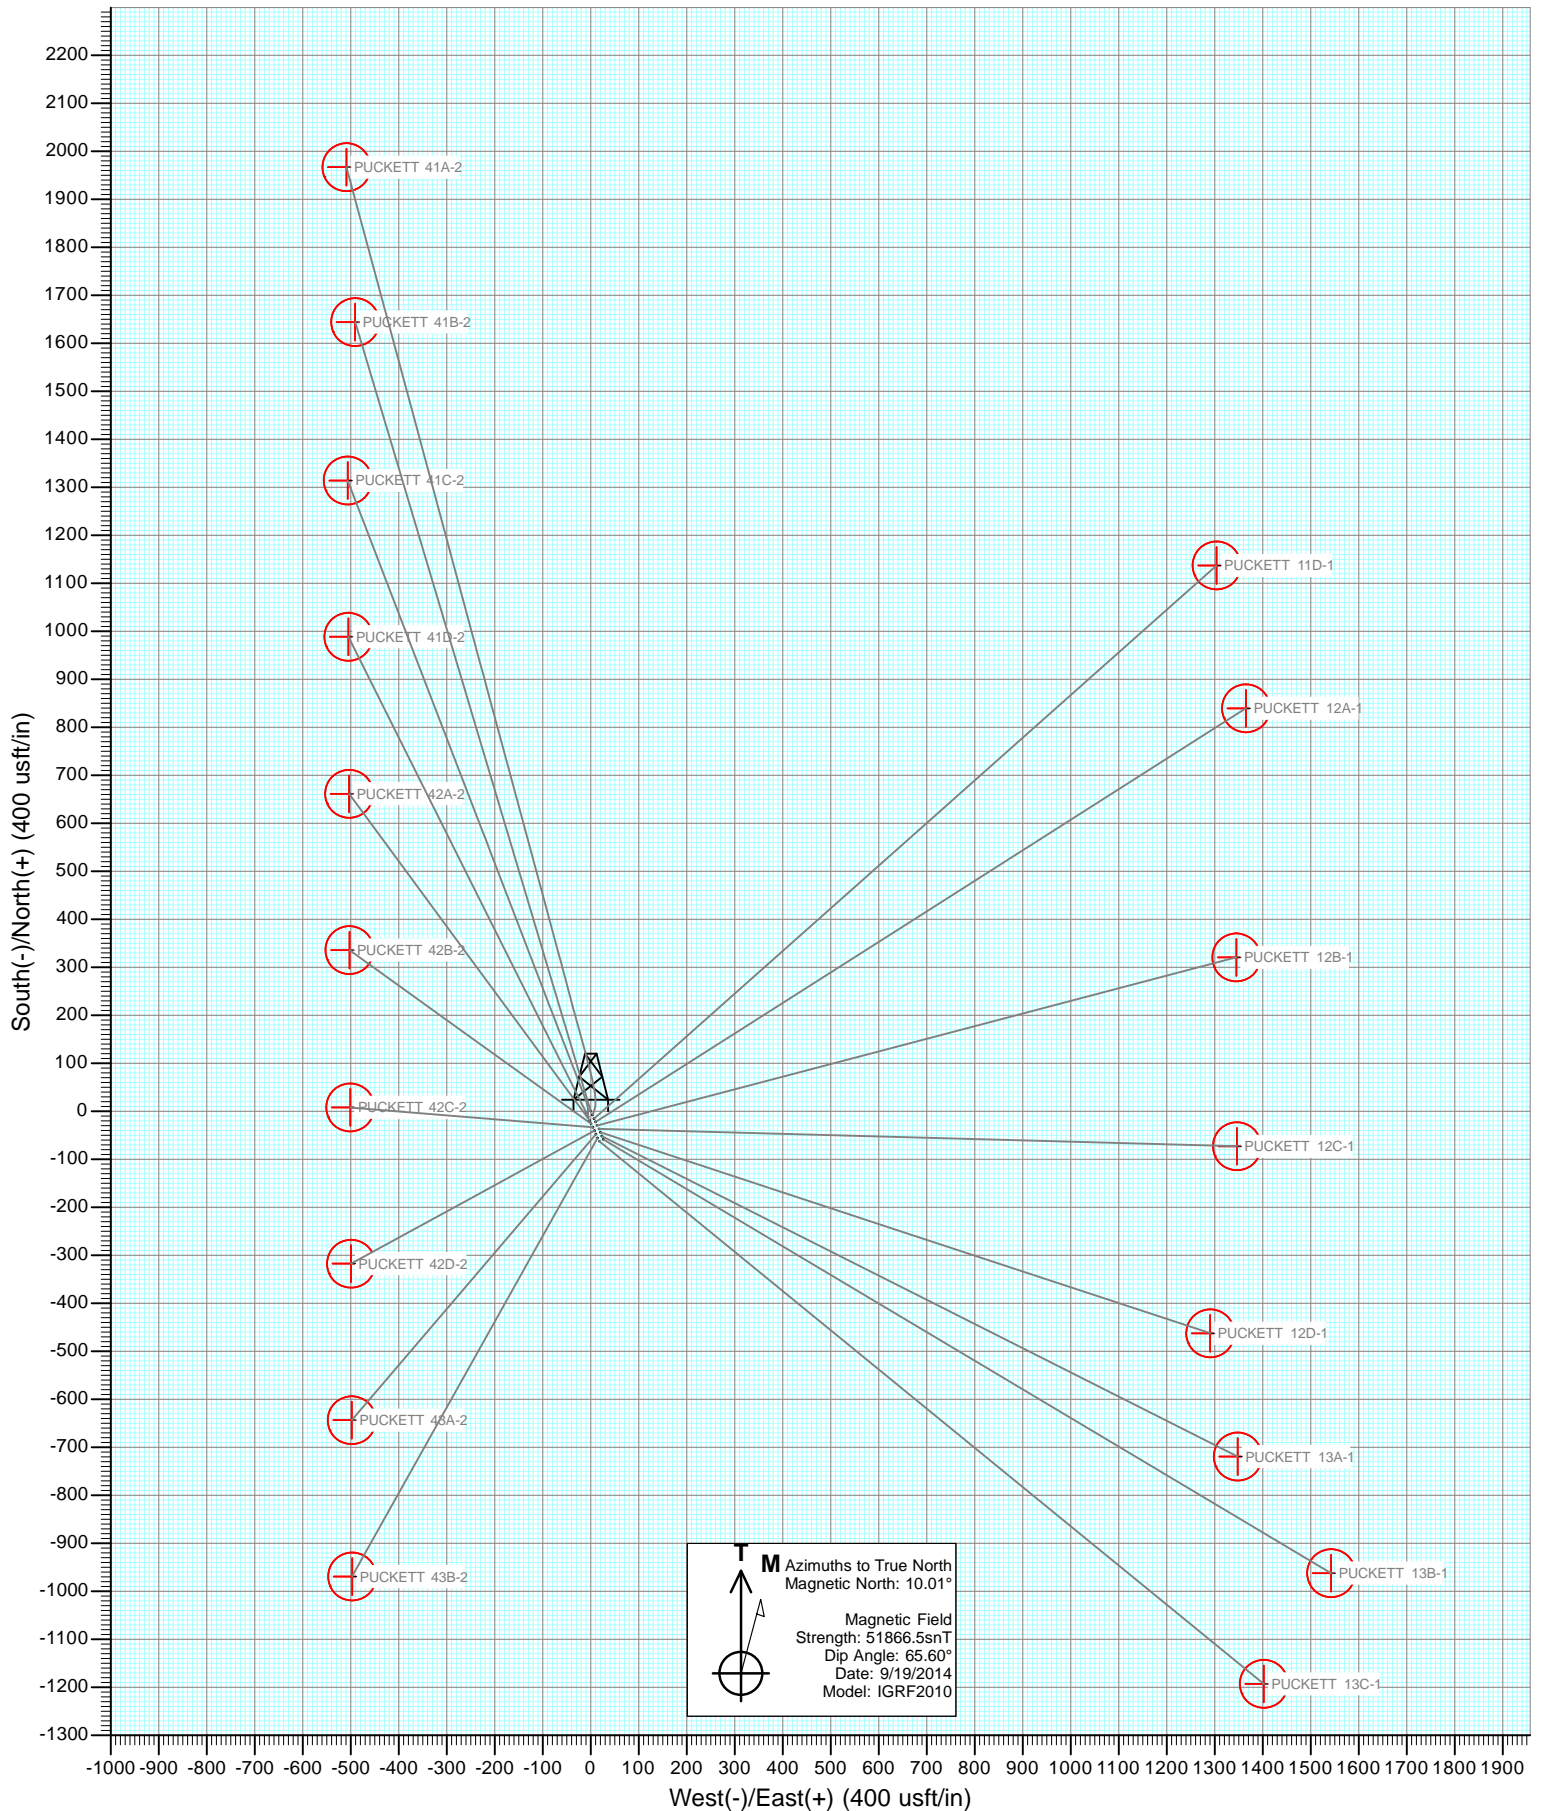 2200
2100
2000
1900
1800
1700
1600
1500
1400
1300
1200
1100
1000
900
800
700
600
500
400
300
200
100
0
-100
-200
-300
-400
-500
-600
-700
-800
-900
-1000
-1100
-1200
-1300
South(-)/North(+) (400 usft/in)
PUCKETT 41A-2
PUCKETT 41B-2
PUCKETT 41C-2
PUCKETT 11D-1
PUCKETT 41D-2
PUCKETT 12A-1
PUCKETT 42A-2
PUCKETT 42B-2
PUCKETT 12B-1
PUCKETT 42C-2
PUCKETT 12C-1
PUCKETT 42D-2
PUCKETT 12D-1
PUCKETT 43A-2
PUCKETT 13A-1
PUCKETT 13B-1
PUCKETT 43B-2
PUCKETT 13C-1
T
M
Azimuths to True North
Magnetic North: 10.01°
Magnetic Field
Strength: 51866.5snT
Dip Angle: 65.60°
Date: 9/19/2014
Model: IGRF2010
-1000 -900 -800 -700 -600 -500 -400 -300 -200 -100 0 100 200 300 400 500 600 700 800 900 1000 1100 1200 1300 1400 1500 1600 1700 1800 1900
West(-)/East(+) (400 usft/in)